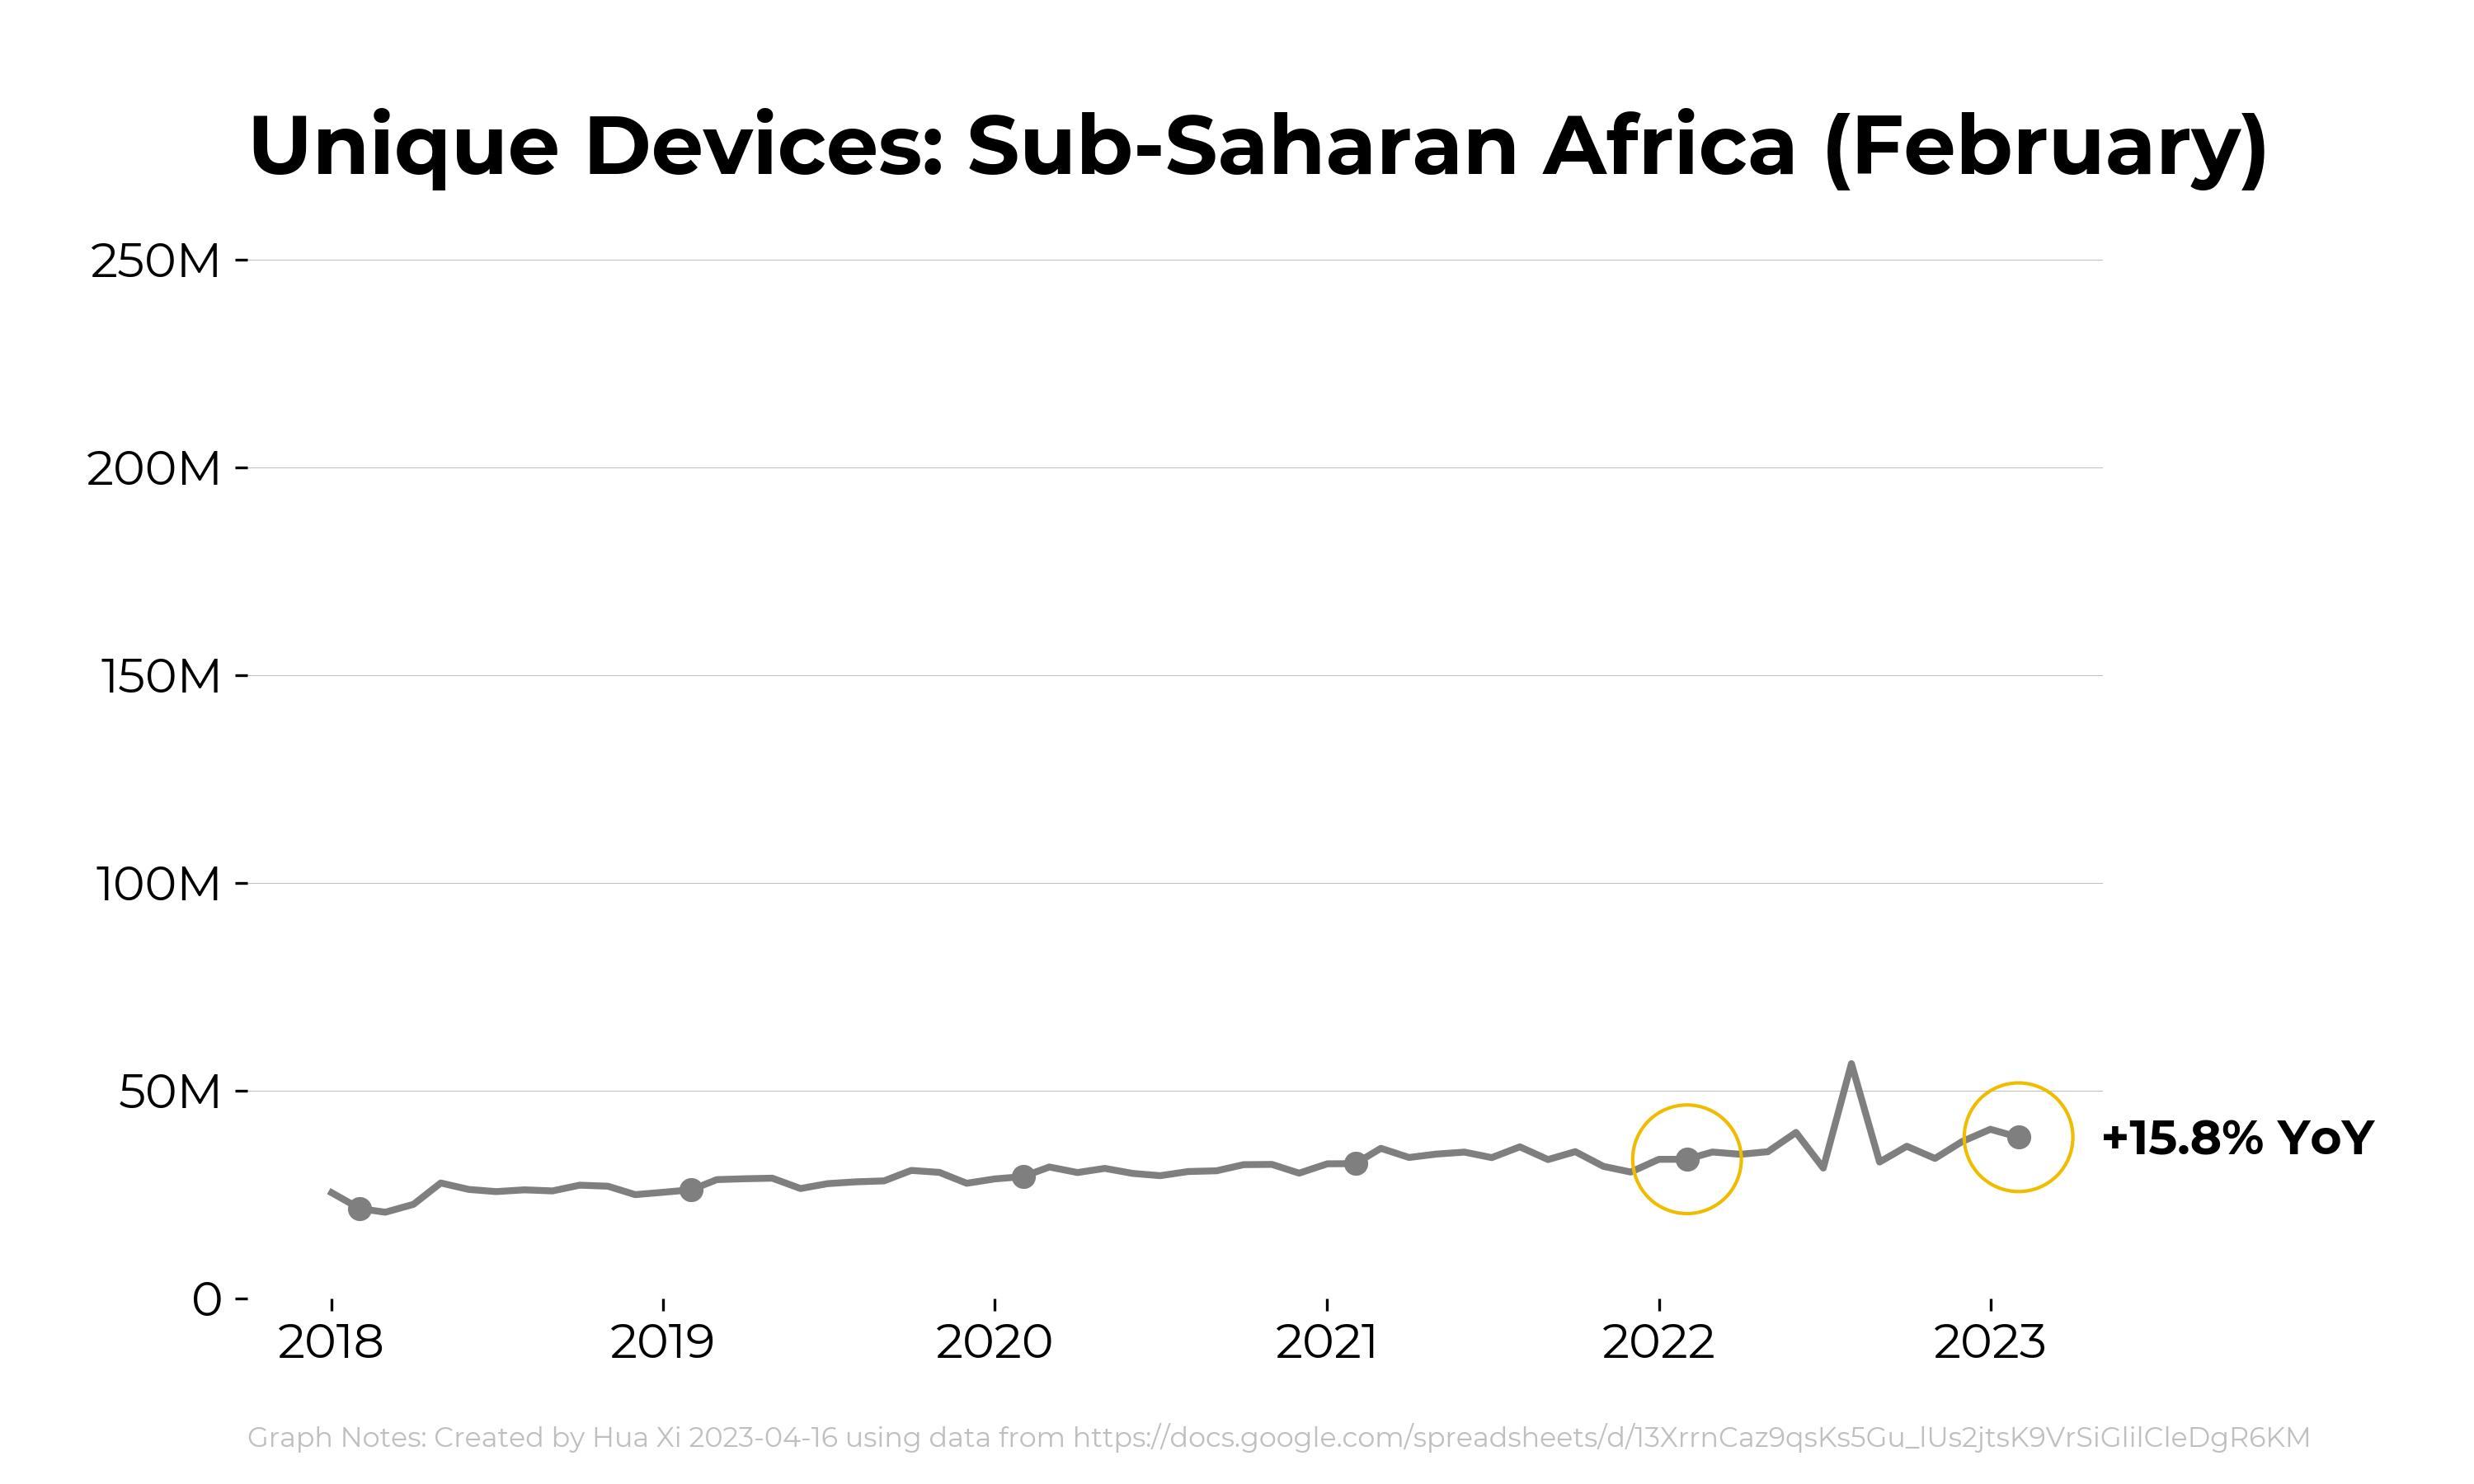 Unique Devices: Sub-Saharan Africa (February)
250M
200M
150M
100M
50M
+15.8% YoY
0
2018 2019 2020 2021 2022 2023
Graph Notes: Created by Hua Xi 2023-04-16 using data from https://docs.google.com/spreadsheets/d/13XrrnCaz9qsKs5Gu_lUs2jtsK9VrSiGlilCleDgR6KM